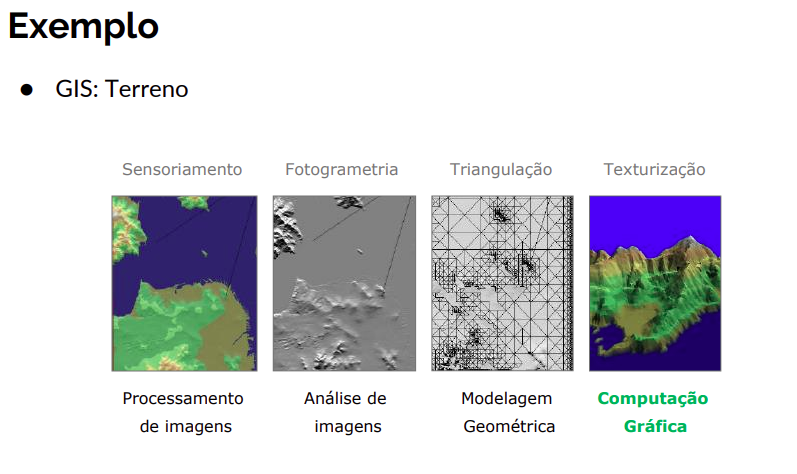 Exemplo
● GIS: Terreno
Sensoriamento Fotogrametria Triangulação Texturização
Processamento Análise de Modelagem Computação
de imagens imagens Geométrica Gráfica